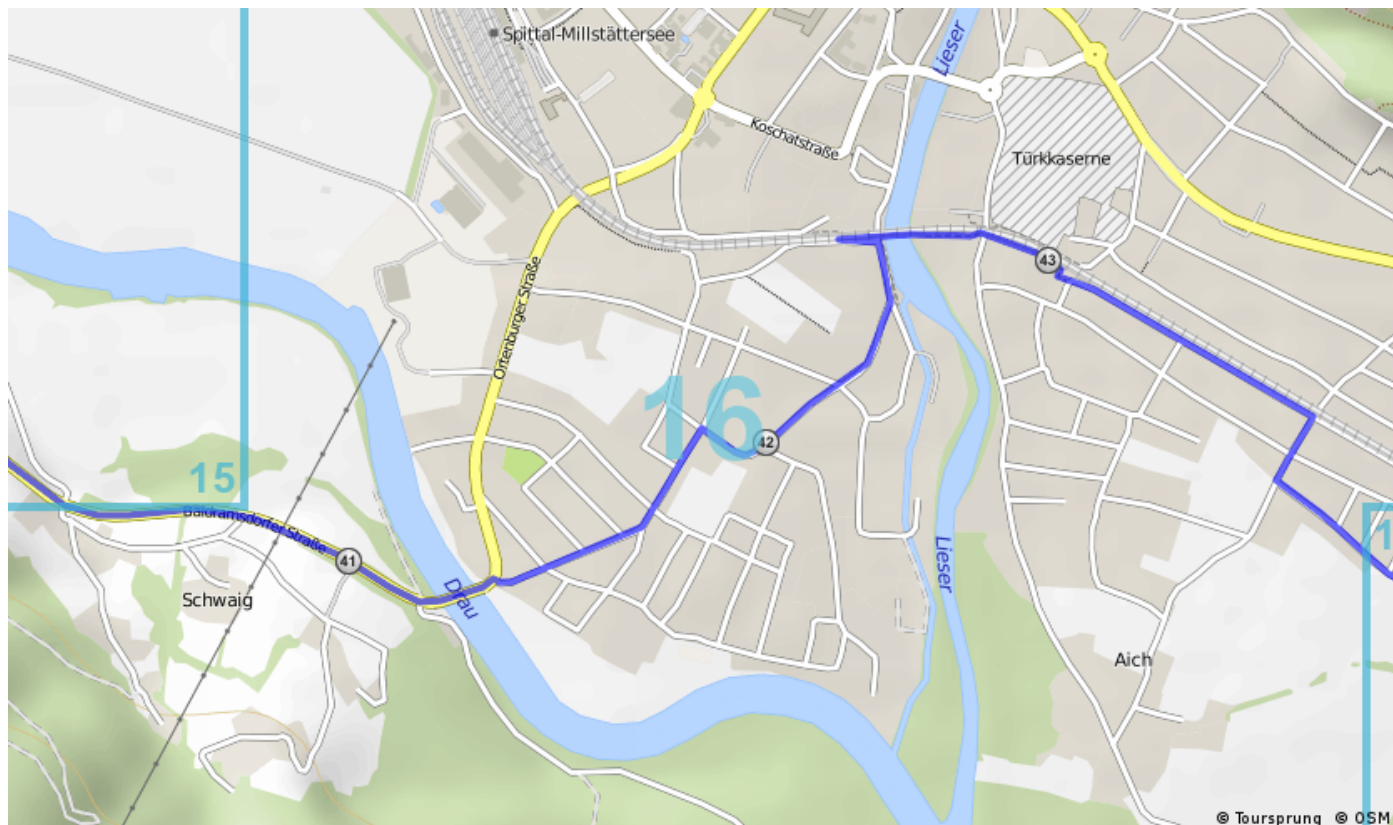 Spittal-Millstättersee
Lieser
Koschatstraße
Türkkaserne
43
Ortenburger Straße
16
42
15
Baldramsdorfer Straße
41
Schwaig
Drau
Lieser
1
Aich
© Toursprung © OSM